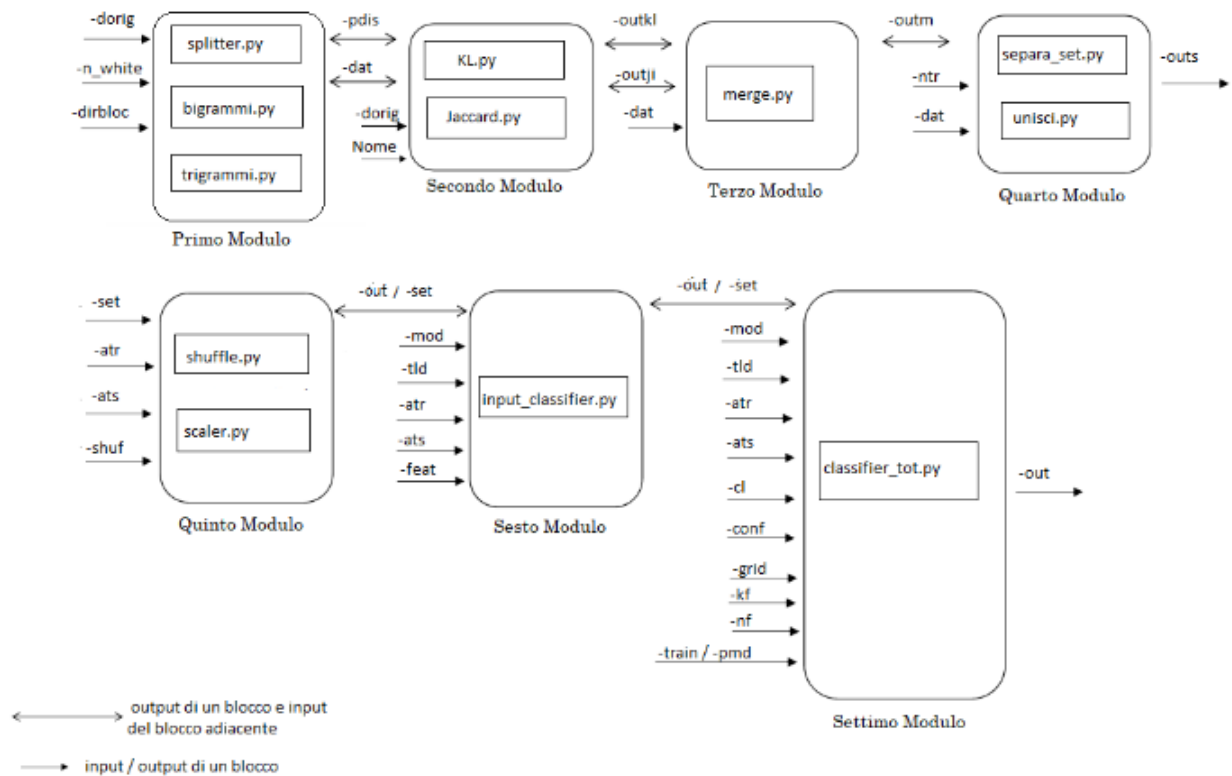 -dorig
-n_white
-dirbloc
splitter.py
bigrammi.py
trigrammi.py
Primo Modulo
-pdis
-dat
-dorig
Nome
KL.py
Jaccard.py
Secondo Modulo
-outkl
-outji
-dat
merge.py
Terzo Modulo
-outm
-ntr
-dat
separa_set.py
unisci.py
Quarto Modulo
-outs
-set
-atr
-ats
-shuf
shuffle.py
scaler.py
Quinto Modulo
-out / -set
-mod
-tld
-atr
-ats
-feat
input_classifier.py
Sesto Modulo
-out / -set
-mod
-tld
-atr
-ats
-cl
-conf
-grid
-kf
-nf
-train / -pmd
classifier_tot.py
Settimo Modulo
-out
output di un blocco e input
del blocco adiacente
input / output di un blocco